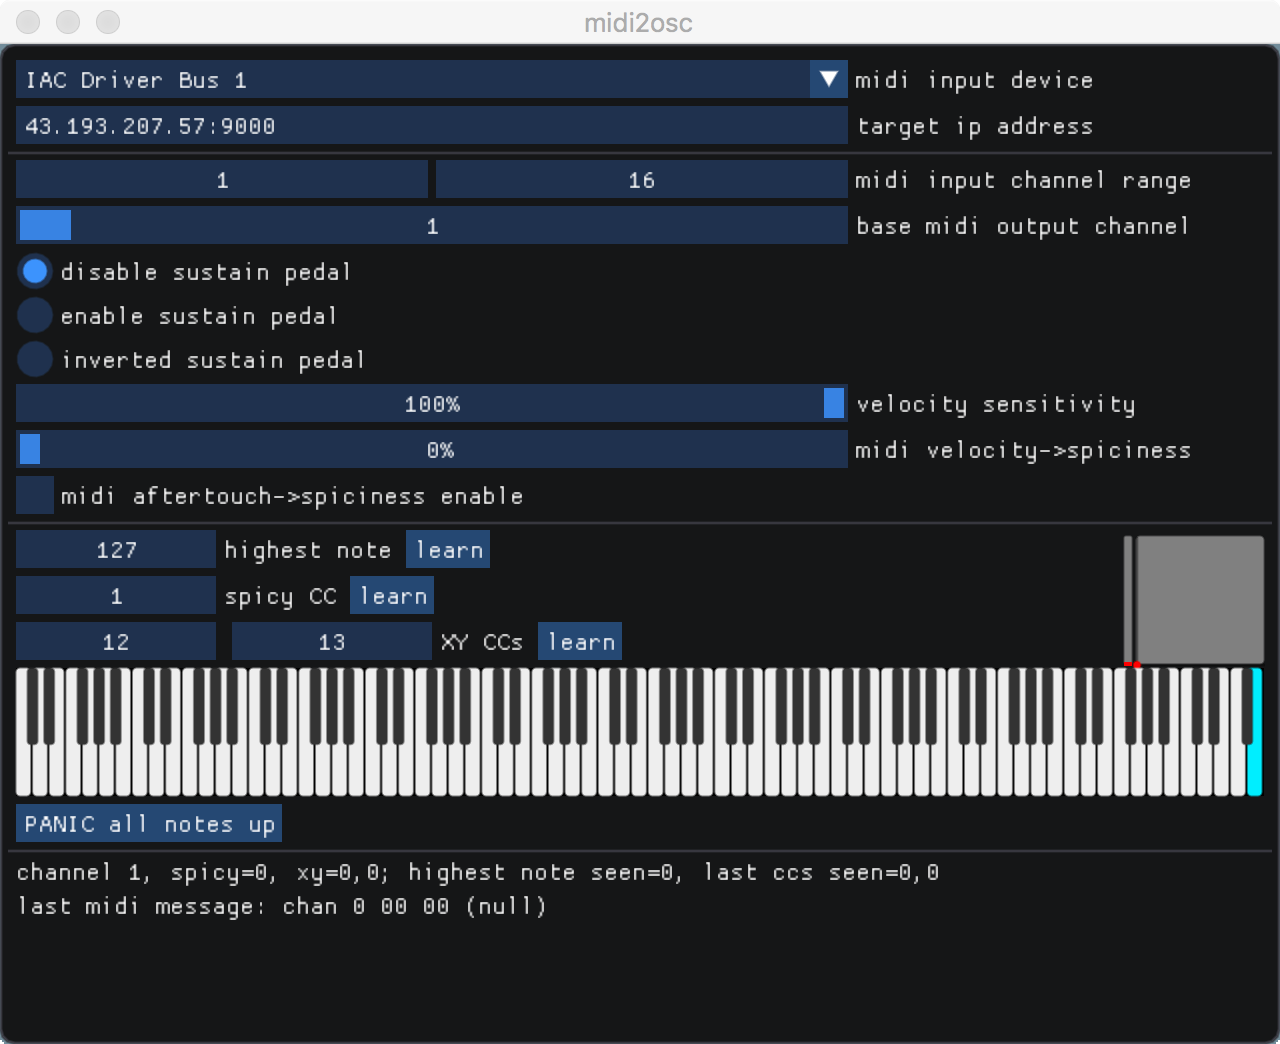 midi2osc
IAC Driver Bus 1 midi input device
43.193.207.57:9000 target ip address
1 16 midi input channel range
1 base midi output channel
disable sustain pedal
enable sustain pedal
inverted sustain pedal
100% velocity sensitivity
0% midi velocity->spiciness
midi aftertouch->spiciness enable
127 highest note learn
1 spicy CC learn
12 13 XY CCs learn
PANIC all notes up
channel 1, spicy=0, xy=0,0; highest note seen=0, last ccs seen=0,0
last midi message: chan 0 00 00 (null)